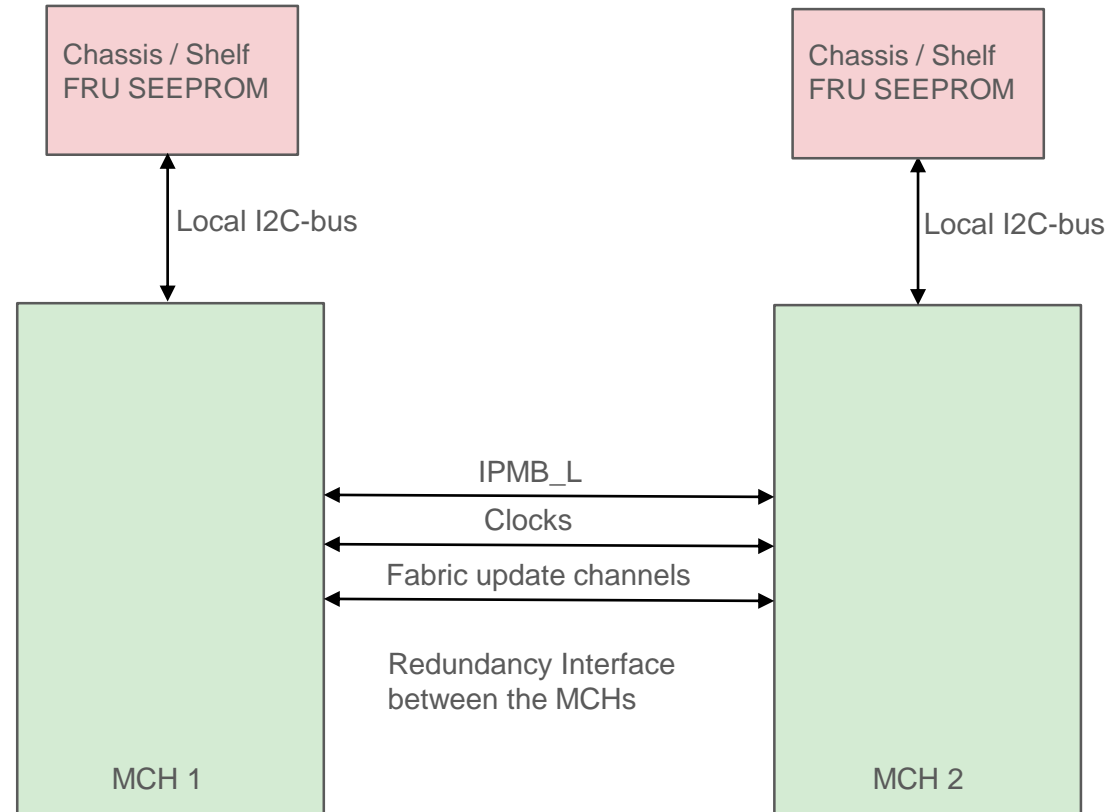 Chassis / Shelf
FRU SEEPROM
Chassis / Shelf
FRU SEEPROM
Local I2C-bus
Local I2C-bus
IPMB_L
Clocks
Fabric update channels
Redundancy Interface
between the MCHs
MCH 1
MCH 2